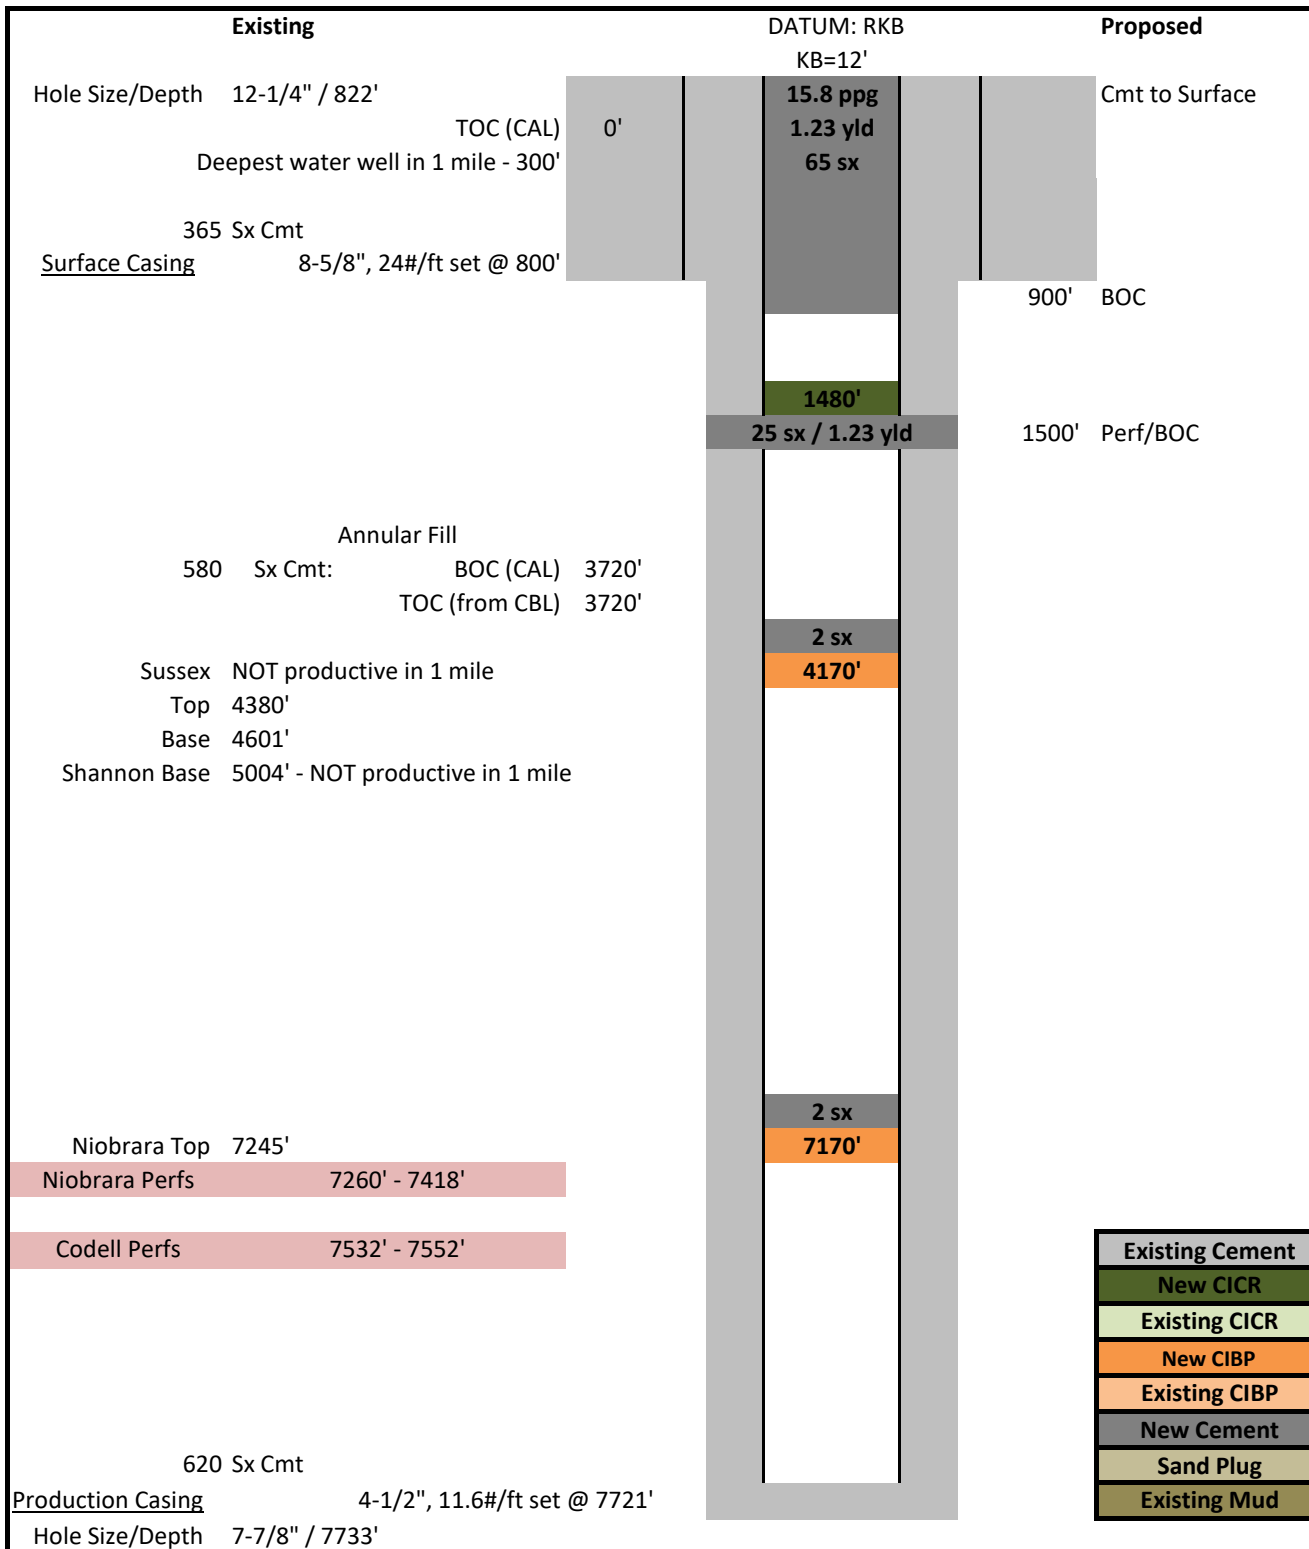 Existing DATUM: RKB Proposed
KB=12'
Hole Size/Depth 12-1/4" / 822' 15.8 ppg Cmt to Surface
TOC (CAL) 0' 1.23 yld
Deepest water well in 1 mile - 300' 65 sx
365 Sx Cmt
Surface Casing 8-5/8", 24#/ft set @ 800'
900' BOC
1480'
25 sx / 1.23 yld 1500' Perf/BOC
Annular Fill
580 Sx Cmt: BOC (CAL) 3720'
TOC (from CBL) 3720'
2 sx
Sussex NOT productive in 1 mile 4170'
Top 4380'
Base 4601'
Shannon Base 5004' - NOT productive in 1 mile
2 sx
Niobrara Top 7245' 7170'
Niobrara Perfs 7260' - 7418'
Codell Perfs 7532' - 7552'
Existing Cement
New CICR
Existing CICR
New CIBP
Existing CIBP
New Cement
620 Sx Cmt Sand Plug
Production Casing 4-1/2", 11.6#/ft set @ 7721' Existing Mud
Hole Size/Depth 7-7/8" / 7733'